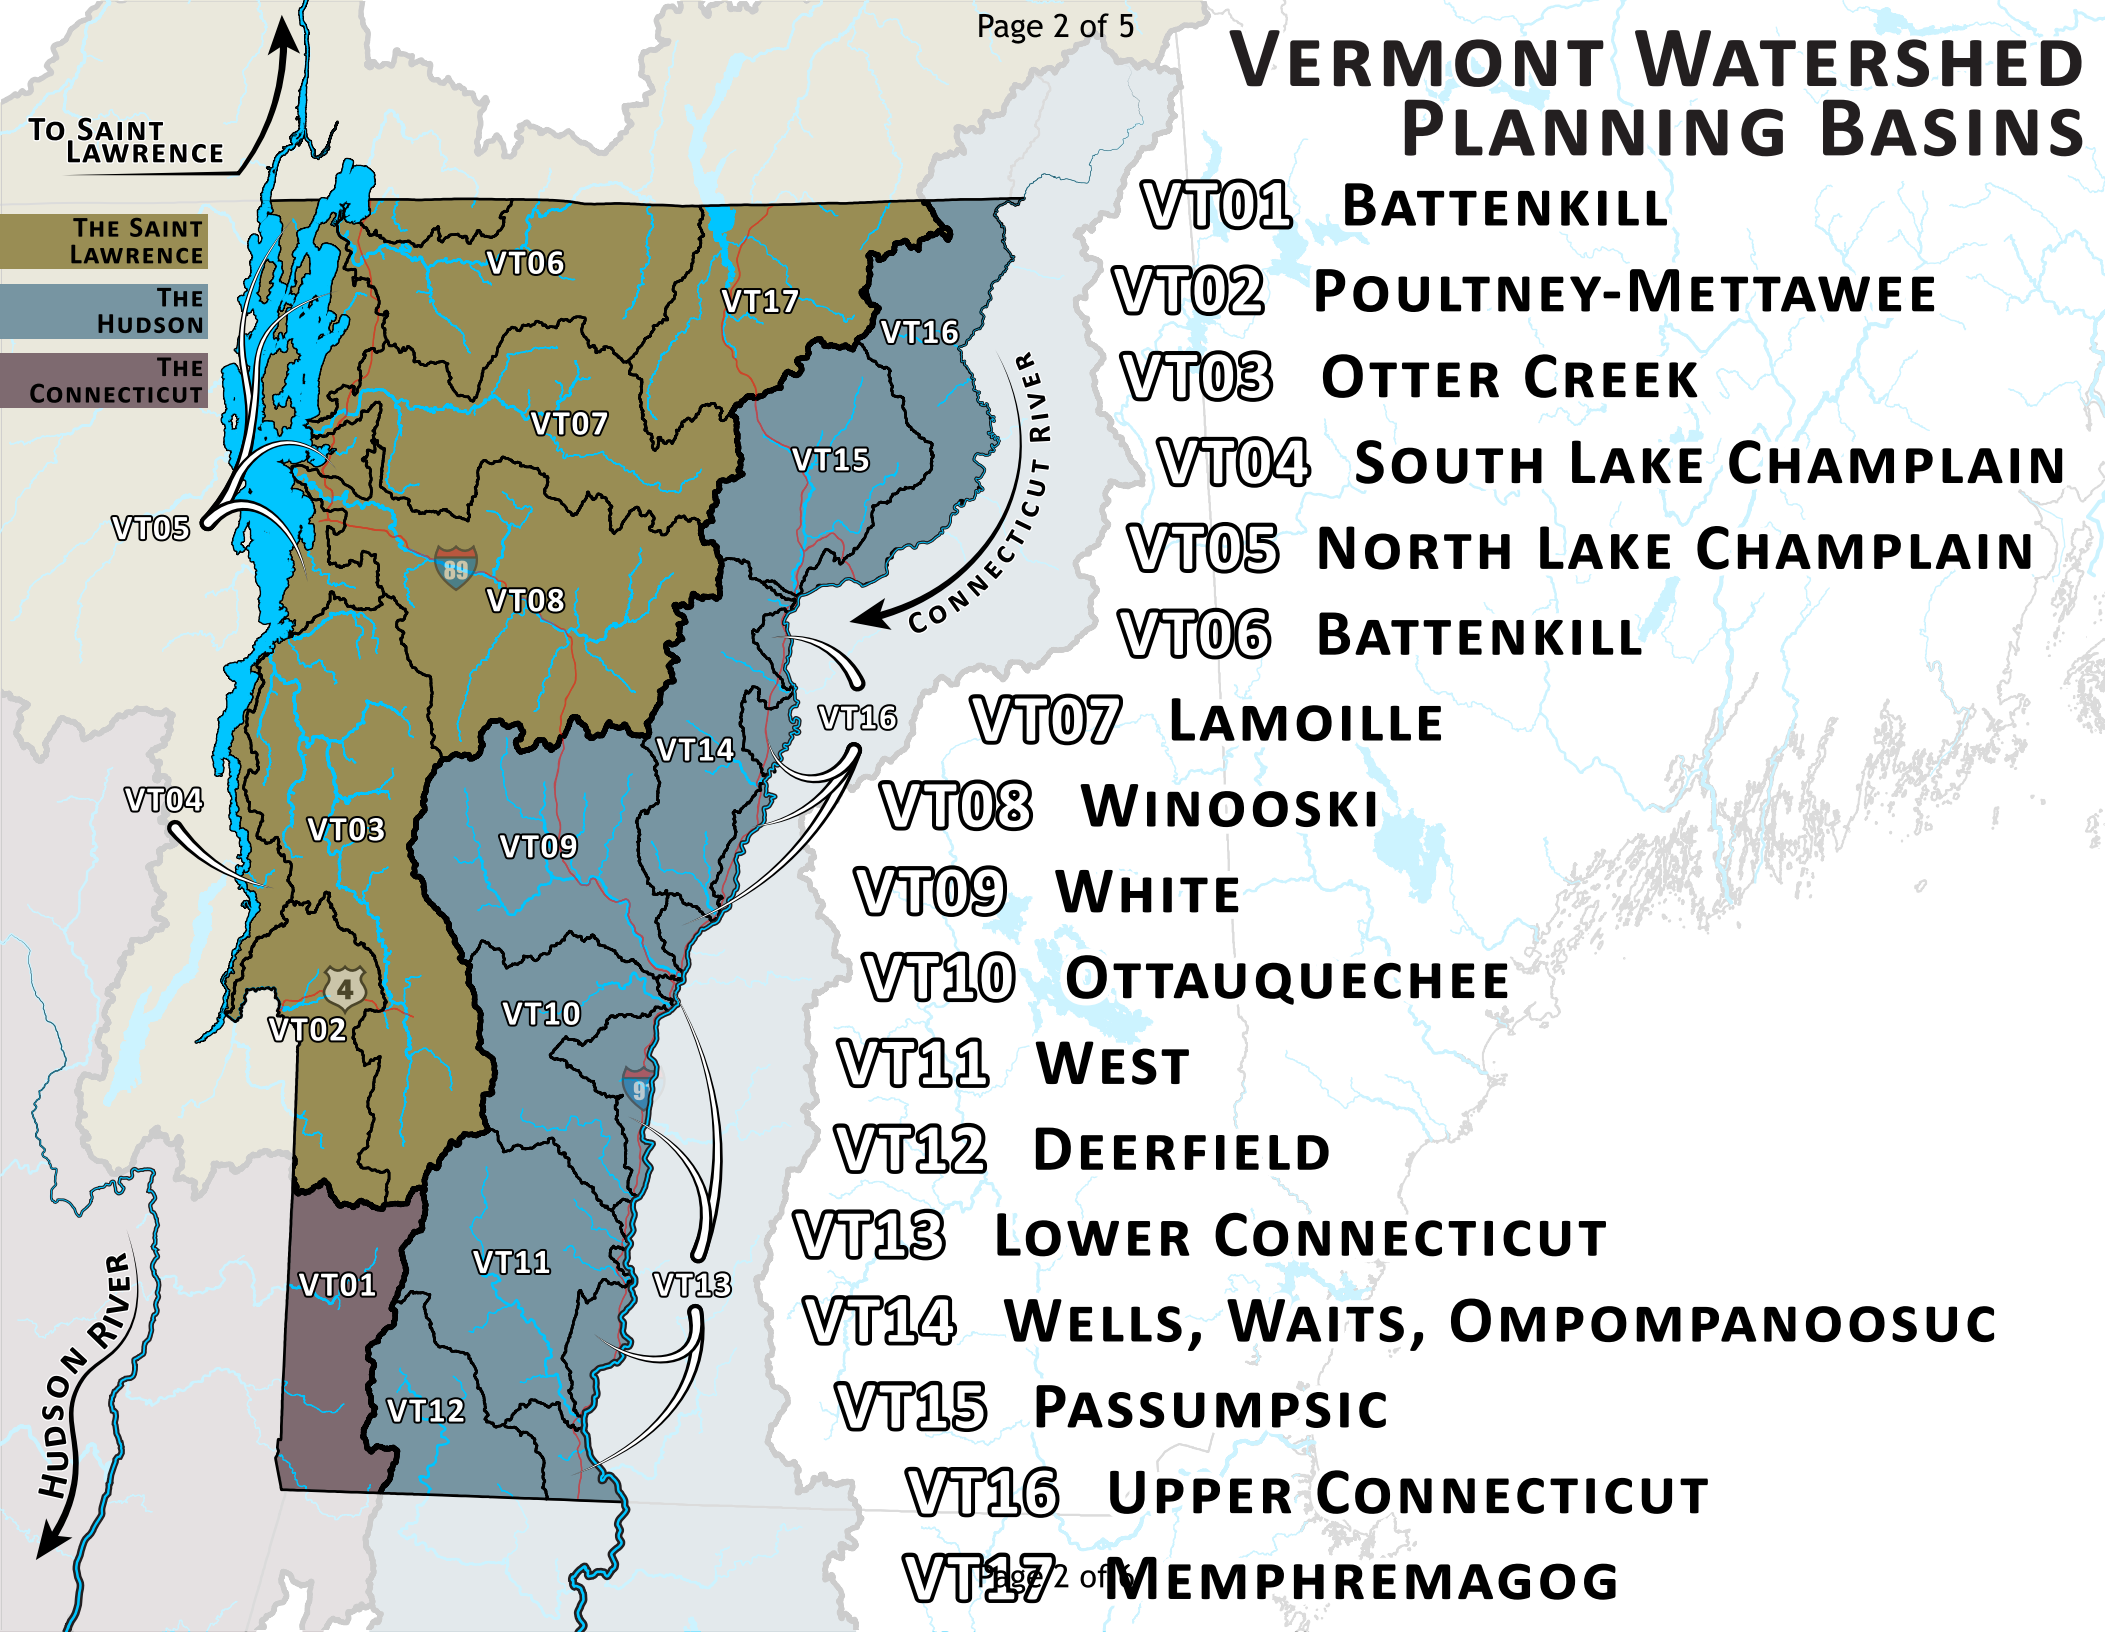 Page 2 of 5
VERMONT WATERSHED
PLANNING BASINS
TO SAINT
LAWRENCE
THE SAINT
LAWRENCE
THE
HUDSON
THE
CONNECTICUT
VT01 BATTENKILL
VT02 POULTNEY-METTAWEE
VT03 OTTER CREEK
VT04 SOUTH LAKE CHAMPLAIN
VT05 NORTH LAKE CHAMPLAIN
VT06 BATTENKILL
VT07 LAMOILLE
VT08 WINOOSKI
VT09 WHITE
VT10 OTTAUQUECHEE
VT11 WEST
VT12 DEERFIELD
VT13 LOWER CONNECTICUT
VT14 WELLS, WAITS, OMPOMPANOOSUC
VT15 PASSUMPSIC
VT16 UPPER CONNECTICUT
VT17 MEMPHREMAGOG
Page 2 of 6
VT06
VT17
VT16
CONNECTICUT RIVER
VT07
VT15
VT05
89
VT08
VT16
VT14
VT04
VT03
VT09
4
VT02
VT10
91
VT11
VT01
VT13
HUDSON RIVER
VT12